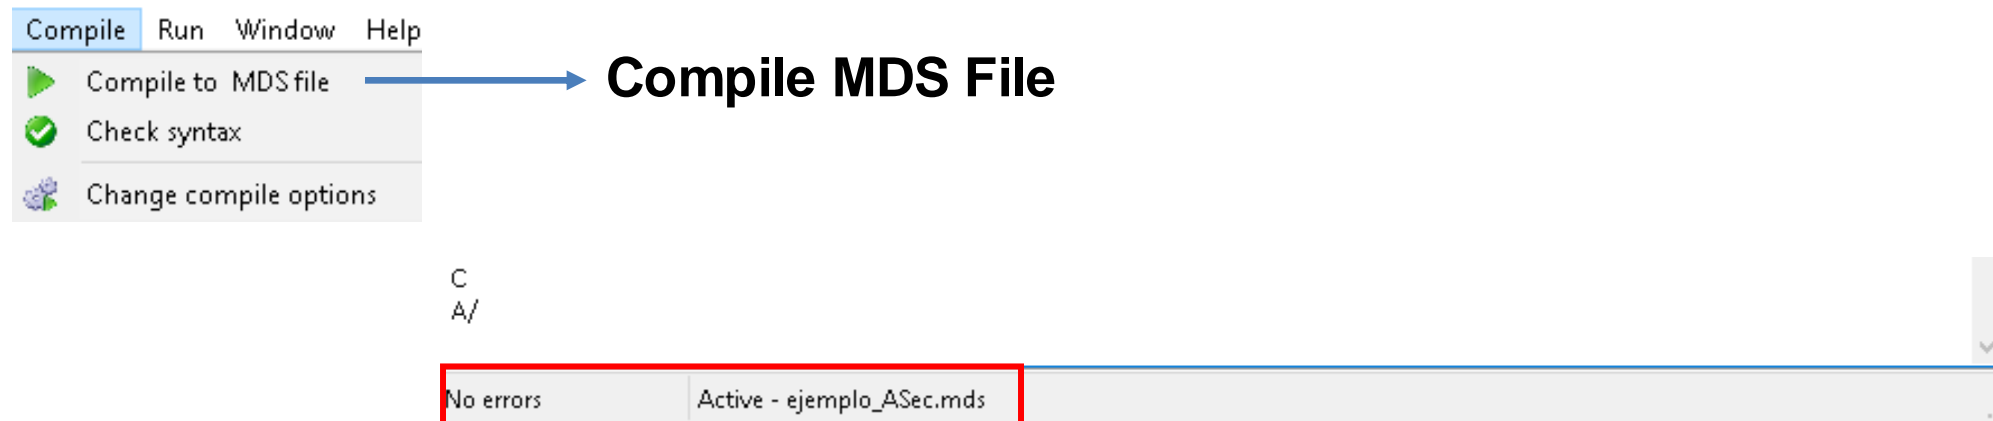 Compile Run Window Help
Compile to MDS file
Compile MDS File
Check syntax
Change compile options
C
A/
No errors Active - ejemplo_ASec.mds